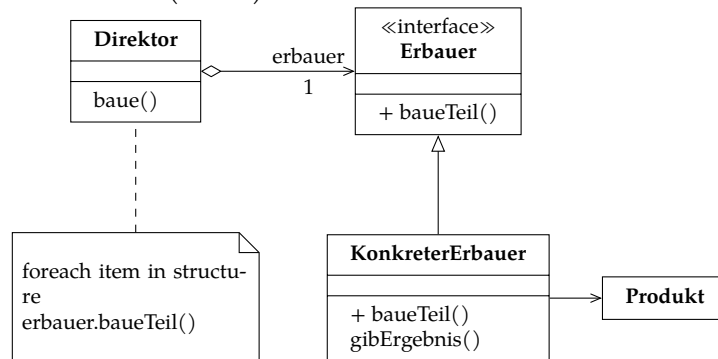 Direktor
baue()
erbauer
1
≪interface≫
Erbauer
+ baueTeil()
foreach item in structu-
re
erbauer.baueTeil()
KonkreterErbauer
+ baueTeil()
gibErgebnis()
Produkt